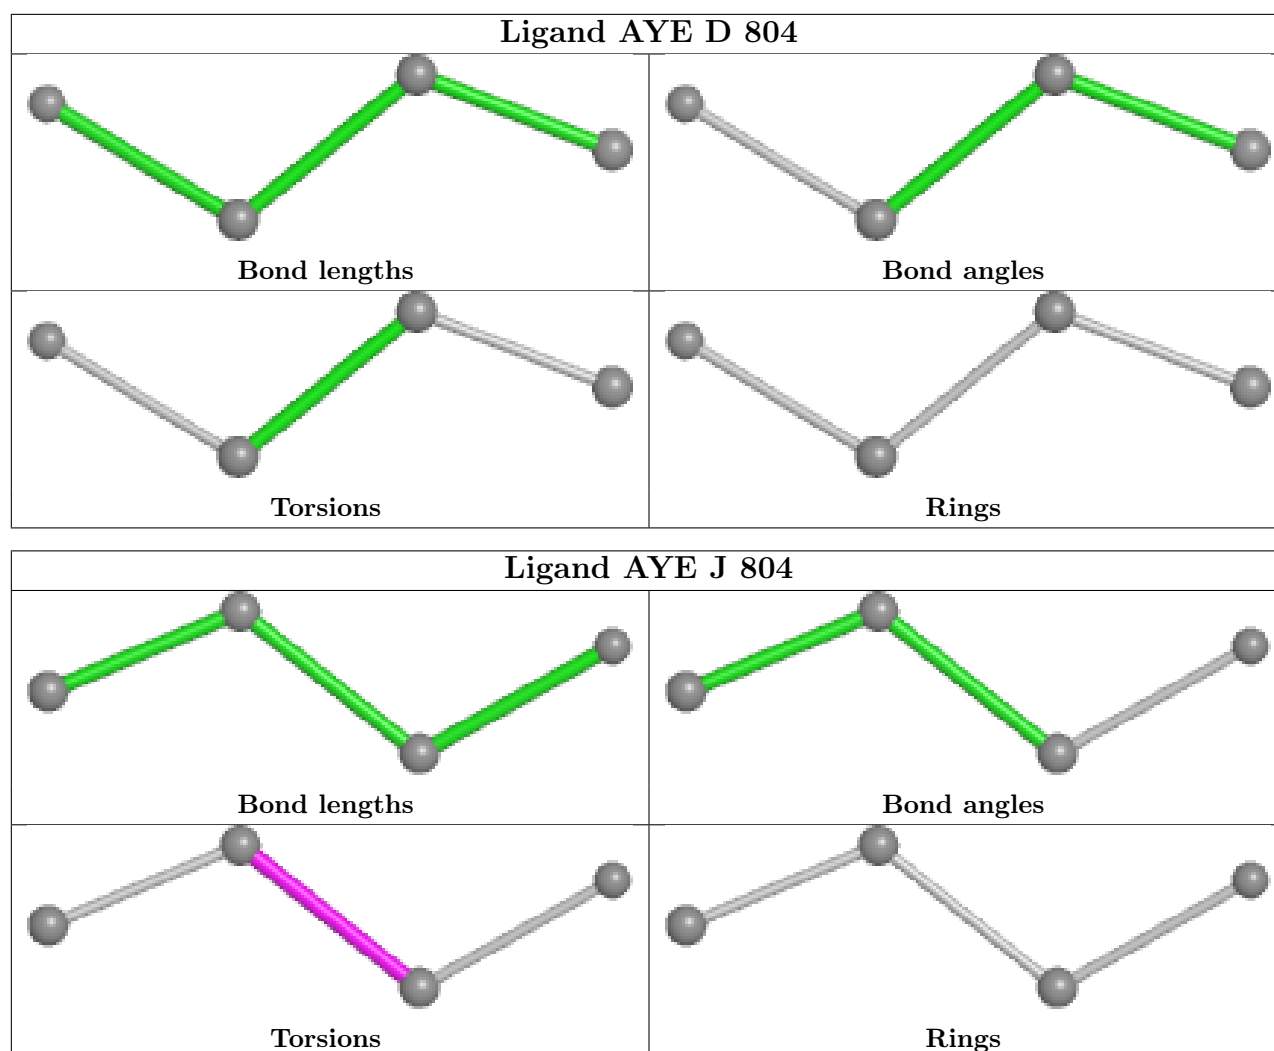 Ligand AYE D 804
Bond lengths
Bond angles
Torsions
Rings
Ligand AYE J 804
Bond lengths
Bond angles
Torsions
Rings